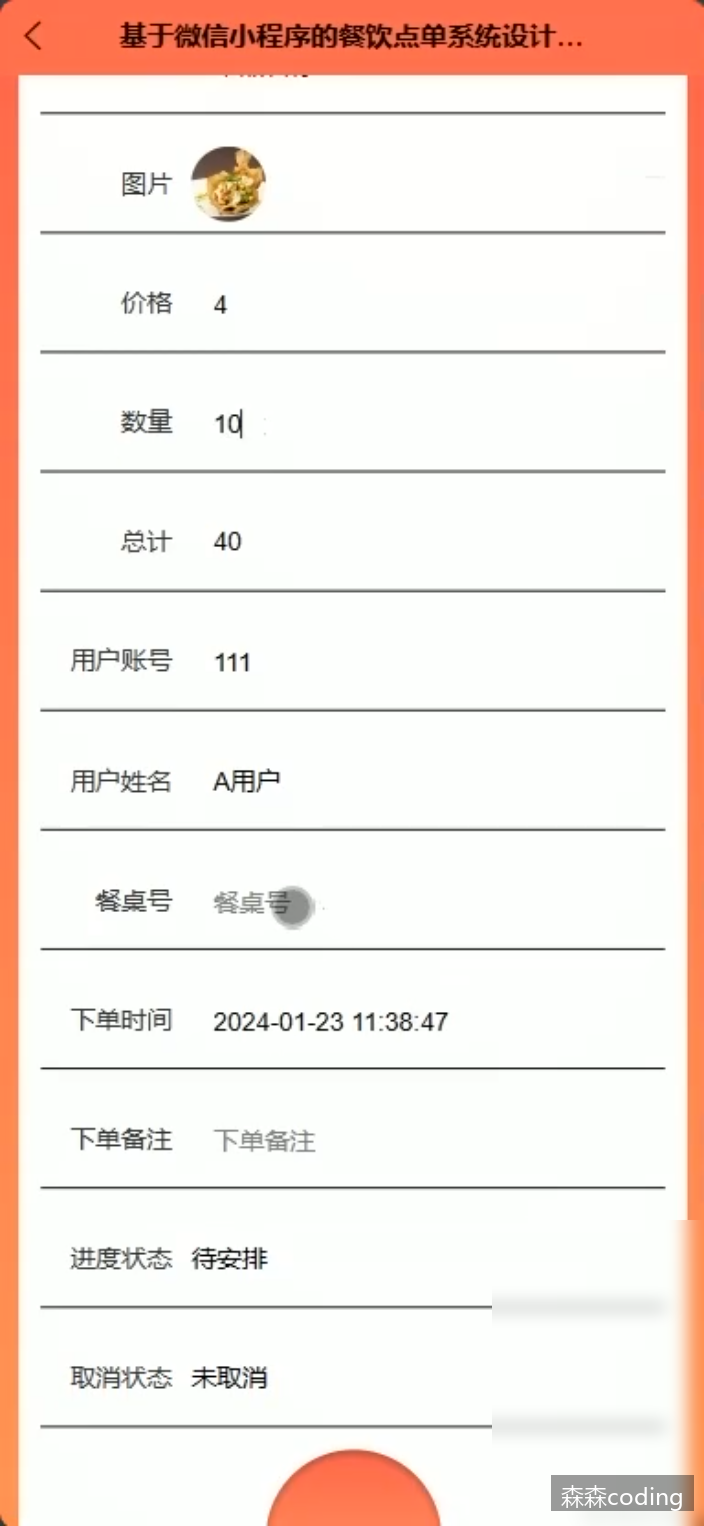 基于微信小程序的餐饮点单系统设计...
图片
价格 4
数量 10
总计 40
用户账号 111
用户姓名 A用户
餐桌号 餐桌号
下单时间 2024-01-23 11:38:47
下单备注 下单备注
进度状态 待安排
取消状态 未取消
森森coding